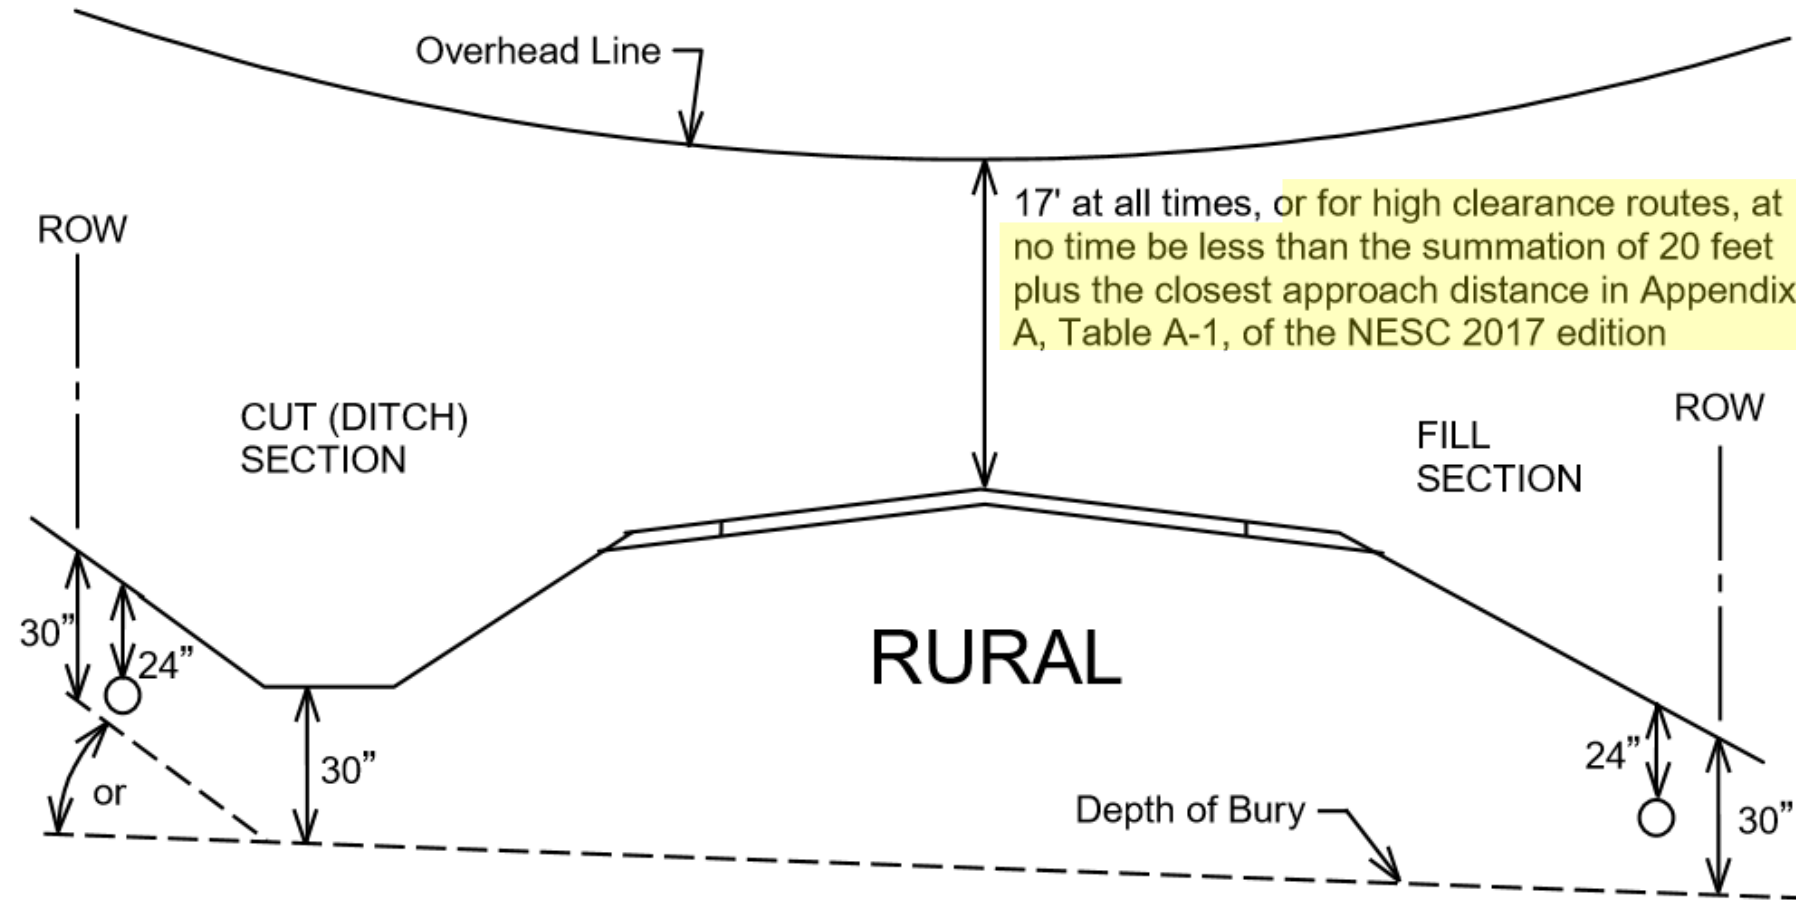 Overhead Line
17' at all times, or for high clearance routes, at
no time be less than the summation of 20 feet
plus the closest approach distance in Appendix
A, Table A-1, of the NESC 2017 edition
ROW
CUT (DITCH)
SECTION
ROW
FILL
SECTION
30”
24”
RURAL
30”
or
24”
Depth of Bury
30”